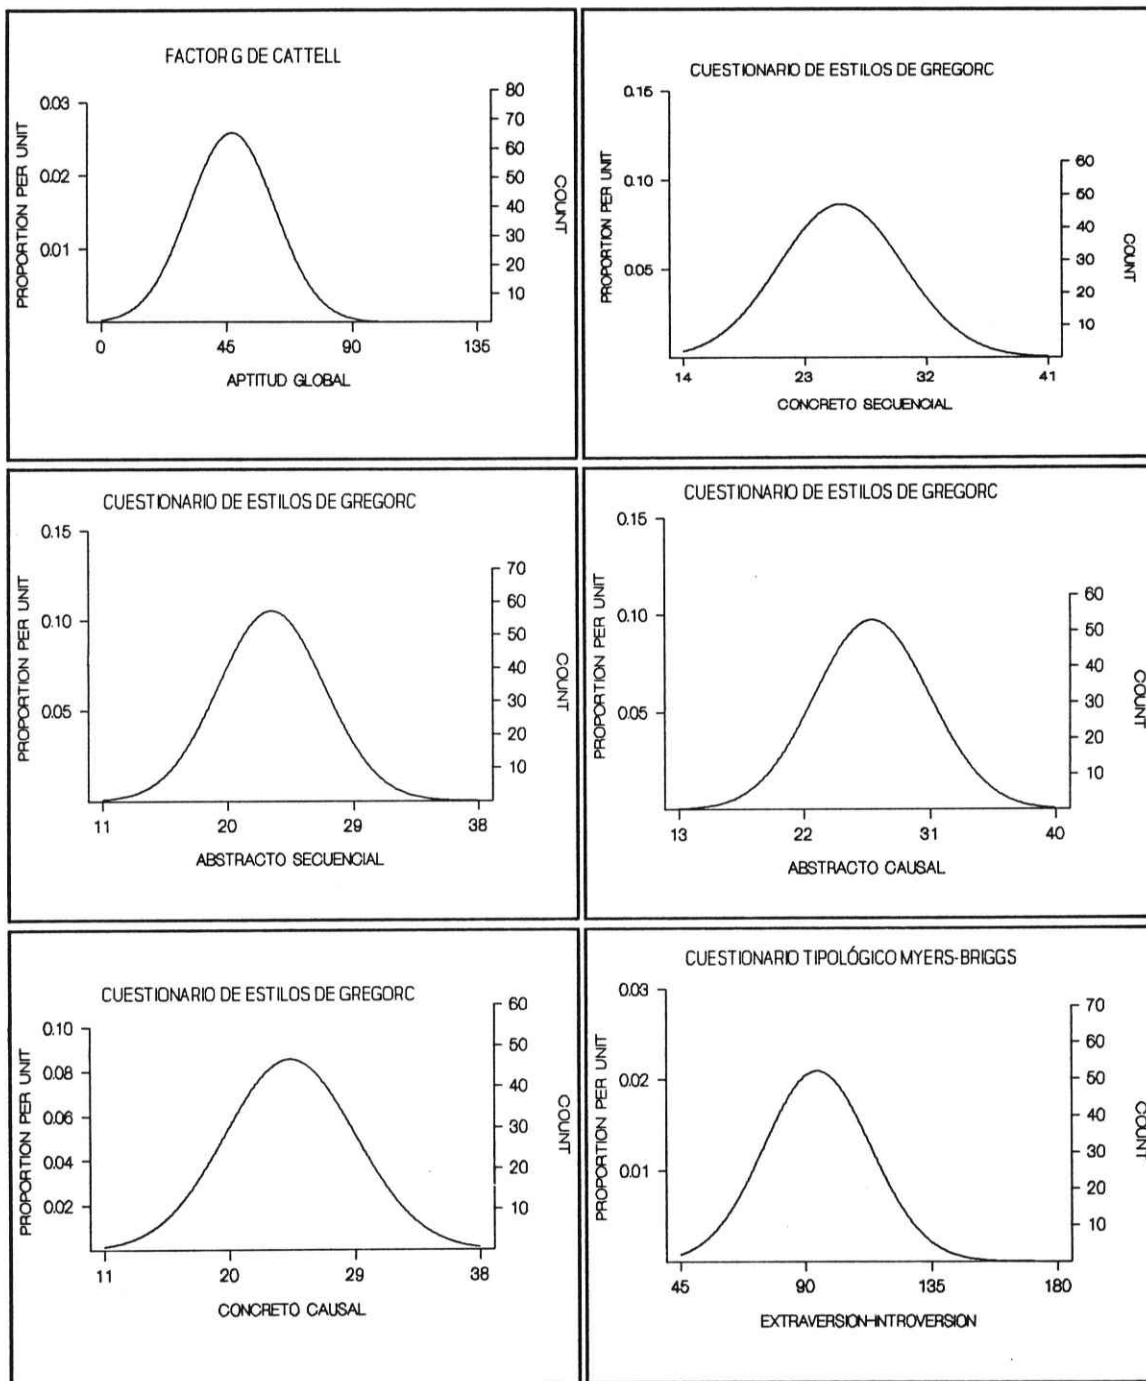 FACTOR G DE CATTELL
PROPORTION PER UNIT
0.03
0.02
0.01
80
70
60
50
40
30
20
10
COUNT
0 45 90 135
APTITUD GLOBAL
CUESTIONARIO DE ESTILOS DE GREGORC
PROPORTION PER UNIT
0.15
0.10
0.05
60
50
40
30
20
10
COUNT
14 23 32 41
CONCRETO SECUENCIAL
CUESTIONARIO DE ESTILOS DE GREGORC
PROPORTION PER UNIT
0.15
0.10
0.05
70
60
50
40
30
20
10
COUNT
11 20 29 38
ABSTRACTO SECUENCIAL
CUESTIONARIO DE ESTILOS DE GREGORC
PROPORTION PER UNIT
0.15
0.10
0.05
60
50
40
30
20
10
COUNT
13 22 31 40
ABSTRACTO CAUSAL
CUESTIONARIO DE ESTILOS DE GREGORC
PROPORTION PER UNIT
0.10
0.08
0.06
0.04
0.02
60
50
40
30
20
10
COUNT
11 20 29 38
CONCRETO CAUSAL
CUESTIONARIO TIPOLÓGICO MYERS-BRIGGS
PROPORTION PER UNIT
0.03
0.02
0.01
70
60
50
40
30
20
10
COUNT
45 90 135 180
EXTRAVERSION-INTROVERSION